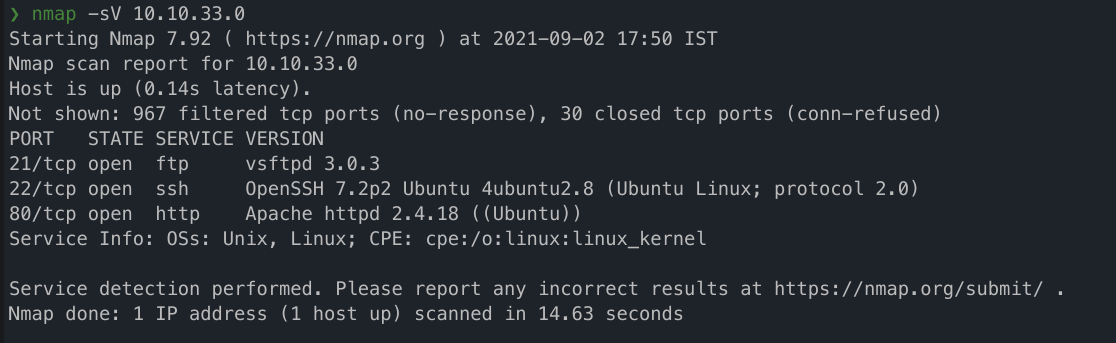 ❯ nmap -sV 10.10.33.0
Starting Nmap 7.92 ( https://nmap.org ) at 2021-09-02 17:50 IST
Nmap scan report for 10.10.33.0
Host is up (0.14s latency).
Not shown: 967 filtered tcp ports (no-response), 30 closed tcp ports (conn-refused)
PORT   STATE SERVICE VERSION
21/tcp open  ftp     vsftpd 3.0.3
22/tcp open  ssh     OpenSSH 7.2p2 Ubuntu 4ubuntu2.8 (Ubuntu Linux; protocol 2.0)
80/tcp open  http    Apache httpd 2.4.18 ((Ubuntu))
Service Info: OSs: Unix, Linux; CPE: cpe:/o:linux:linux_kernel
Service detection performed. Please report any incorrect results at https://nmap.org/submit/ .
Nmap done: 1 IP address (1 host up) scanned in 14.63 seconds